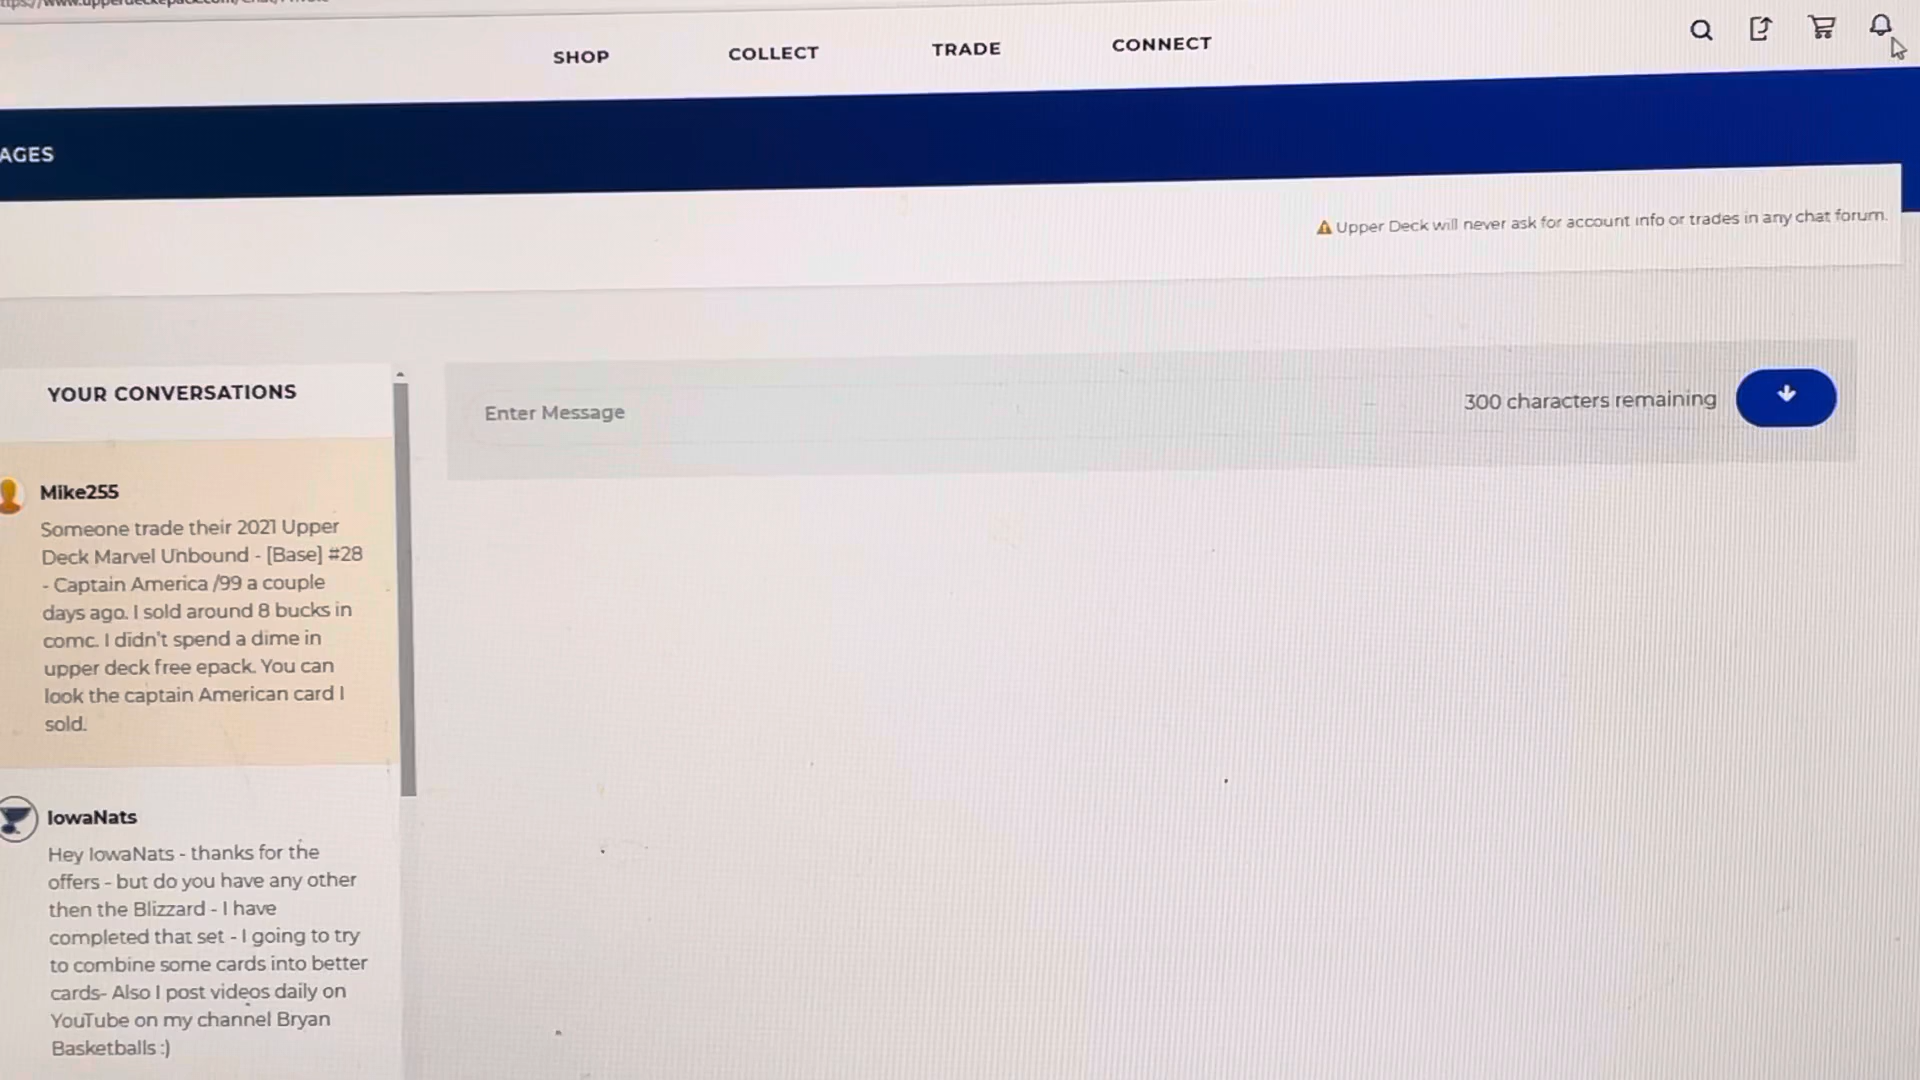 SHOP
COLLECT
TRADE
CONNECT
AGES
Upper Deck will never ask for account info or trades in any chat forum.
YOUR CONVERSATIONS
Enter Message
300 characters remaining
Mike255
Someone trade their 2021 Upper
Deck Marvel Unbound - [Base] #28
- Captain America /99 a couple
days ago. I sold around 8 bucks in
comc. I didn't spend a dime in
upper deck free epack. You can
look the captain American card I
sold.
IowaNats
Hey IowaNats - thanks for the
offers - but do you have any other
then the Blizzard - I have
completed that set - I going to try
to combine some cards into better
cards- Also I post videos daily on
YouTube on my channel Bryan
Basketballs :)